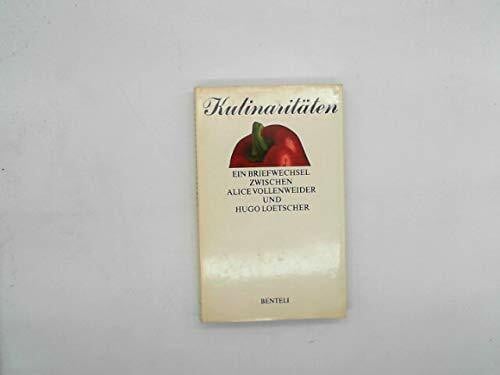 Kulinaritäten
EIN BRIEFWECHSEL
ZWISCHEN
ALICE VOLLENWEIDER
UND
HUGO LOETSCHER
BENTELI